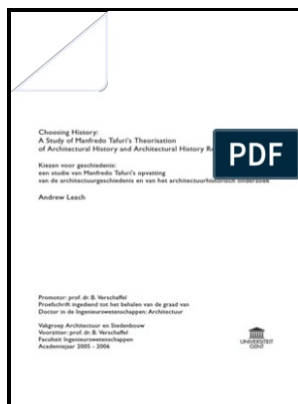 Choosing History:
A Study of Manfredo Tafuri's Theorisation
of Architectural History and Architectural History
PDF
Kiezen voor geschiedenis:
een studie van Manfredo Tafuri's opvatting
van de architectuurgeschiedenis en van het architectuurhistorisch onderzoek
Andrew Leach
Promotor: prof. dr. B. Verschaffel
Proefschrift ingediend tot het behalen van de graad van
Doctor in de Ingenieurswetenschappen: Architectuur
Vakgroep Architectuur en Stedenbouw
Voorzitter: prof. dr. B. Verschaffel
Faculteit Ingenieurswetenschappen
Academiejaar 2005 - 2006
UNIVERSITEIT
GENT